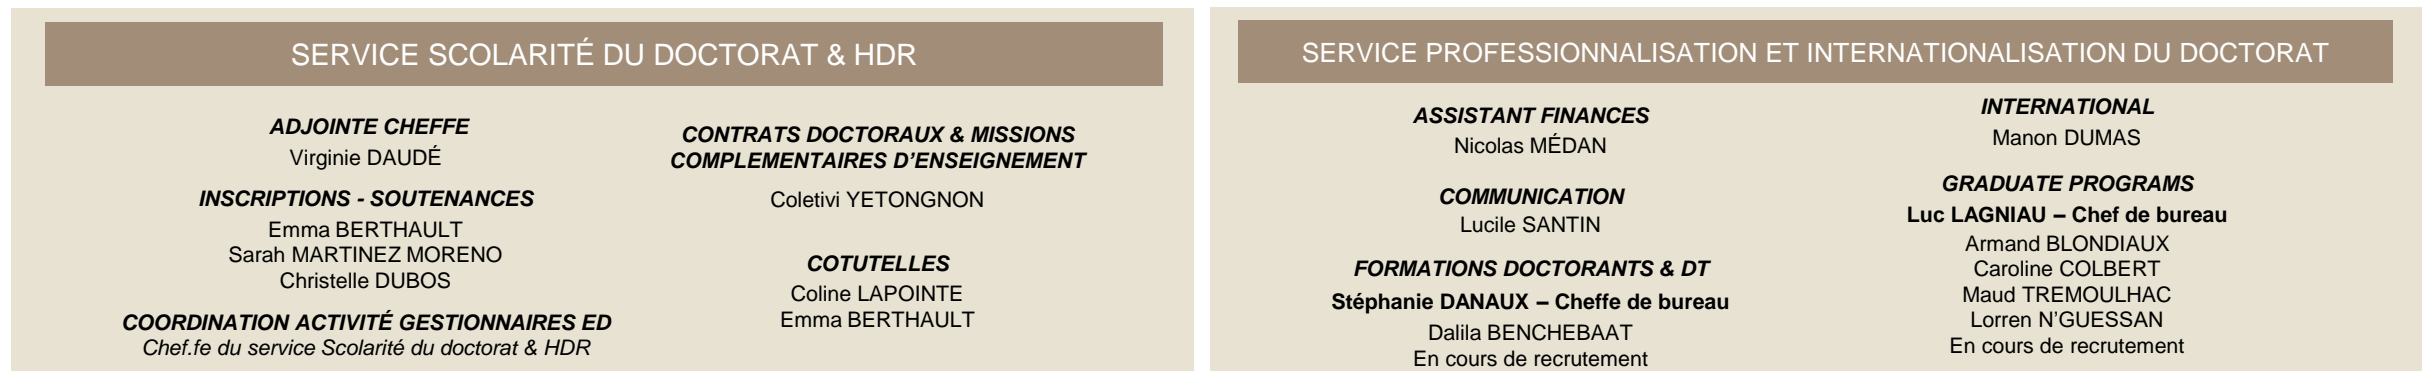 SERVICE SCOLARITÉ DU DOCTORAT & HDR
ADJOINTE CHEFFE
Virginie DAUDÉ
INSCRIPTIONS - SOUTENANCES
Emma BERTHAULT
Sarah MARTINEZ MORENO
Christelle DUBOS
COORDINATION ACTIVITÉ GESTIONNAIRES ED
Chef.fe du service Scolarité du doctorat & HDR
CONTRATS DOCTORAUX & MISSIONS
COMPLEMENTAIRES D’ENSEIGNEMENT
Coletivi YETONGNON
COTUTELLES
Coline LAPOINTE
Emma BERTHAULT
SERVICE PROFESSIONNALISATION ET INTERNATIONALISATION DU DOCTORAT
ASSISTANT FINANCES
Nicolas MÉDAN
COMMUNICATION
Lucile SANTIN
FORMATIONS DOCTORANTS & DT
Stéphanie DANAUX – Cheffe de bureau
Dalila BENCHEBAAT
En cours de recrutement
INTERNATIONAL
Manon DUMAS
GRADUATE PROGRAMS
Luc LAGNIAU – Chef de bureau
Armand BLONDIAUX
Caroline COLBERT
Maud TREMOULHAC
Lorren N’GUESSAN
En cours de recrutement